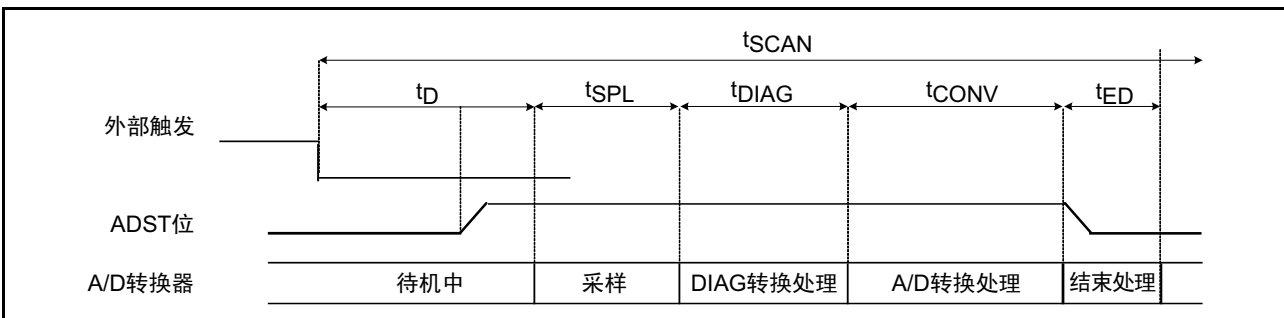 tSCAN
tD tSPL tDIAG tCONV tED
外部触发
ADST位
A/D转换器 待机中 采样 DIAG转换处理 A/D转换处理 结束处理